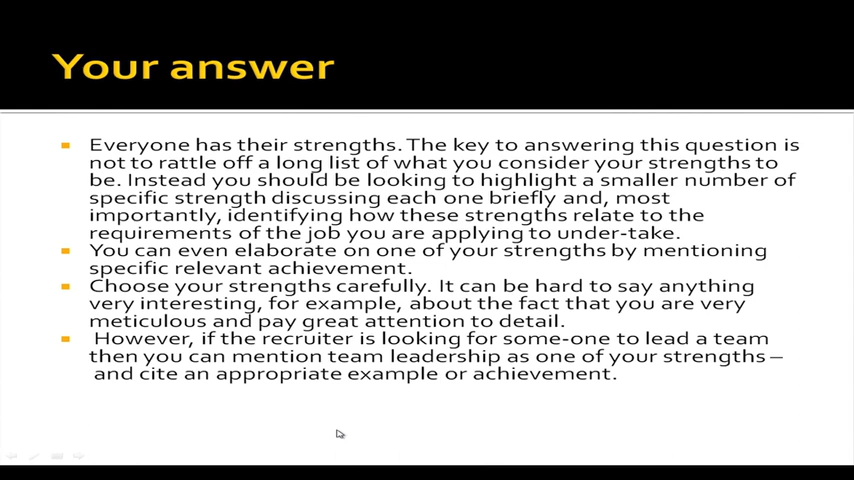 Your answer
Everyone has their strengths. The key to answering this question is
not to rattle off a long list of what you consider your strengths to
be. Instead you should be looking to highlight a smaller number of
specific strength discussing each one briefly and, most
importantly, identifying how these strengths relate to the
requirements of the job you are applying to under-take.
You can even elaborate on one of your strengths by mentioning
specific relevant achievement.
Choose your strengths carefully. It can be hard to say anything
very interesting, for example, about the fact that you are very
meticulous and pay great attention to detail.
However, if the recruiter is looking for some-one to lead a team
then you can mention team leadership as one of your strengths –
and cite an appropriate example or achievement.